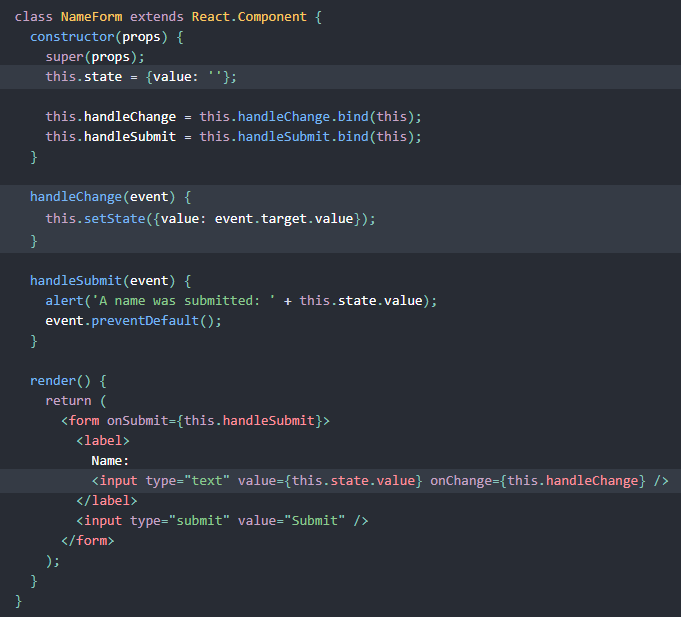 class NameForm extends React.Component {
  constructor(props) {
    super(props);
    this.state = {value: ''};

    this.handleChange = this.handleChange.bind(this);
    this.handleSubmit = this.handleSubmit.bind(this);
  }

  handleChange(event) {
    this.setState({value: event.target.value});
  }

  handleSubmit(event) {
    alert('A name was submitted: ' + this.state.value);
    event.preventDefault();
  }

  render() {
    return (
      <form onSubmit={this.handleSubmit}>
        <label>
          Name:
          <input type="text" value={this.state.value} onChange={this.handleChange} />
        </label>
        <input type="submit" value="Submit" />
      </form>
    );
  }
}